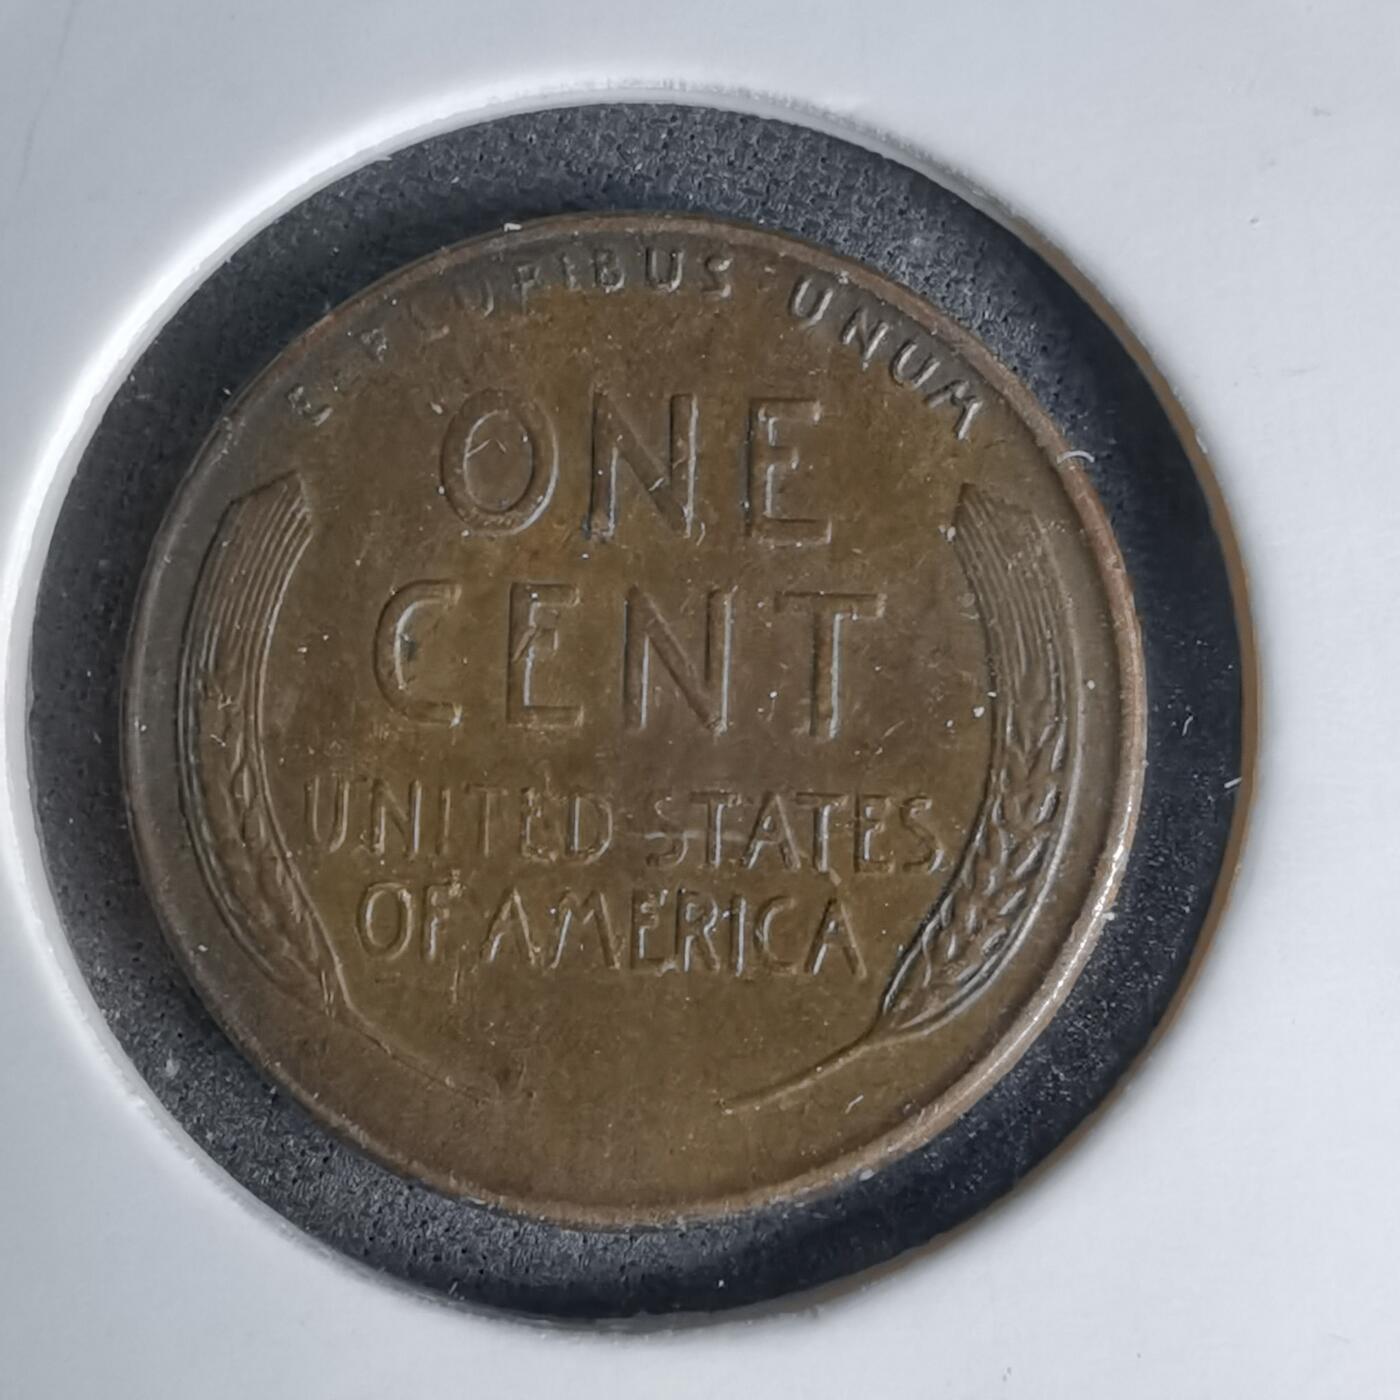 E · PLURIBUS · UNUM
ONE
CENT
UNITED STATES
OF AMERICA